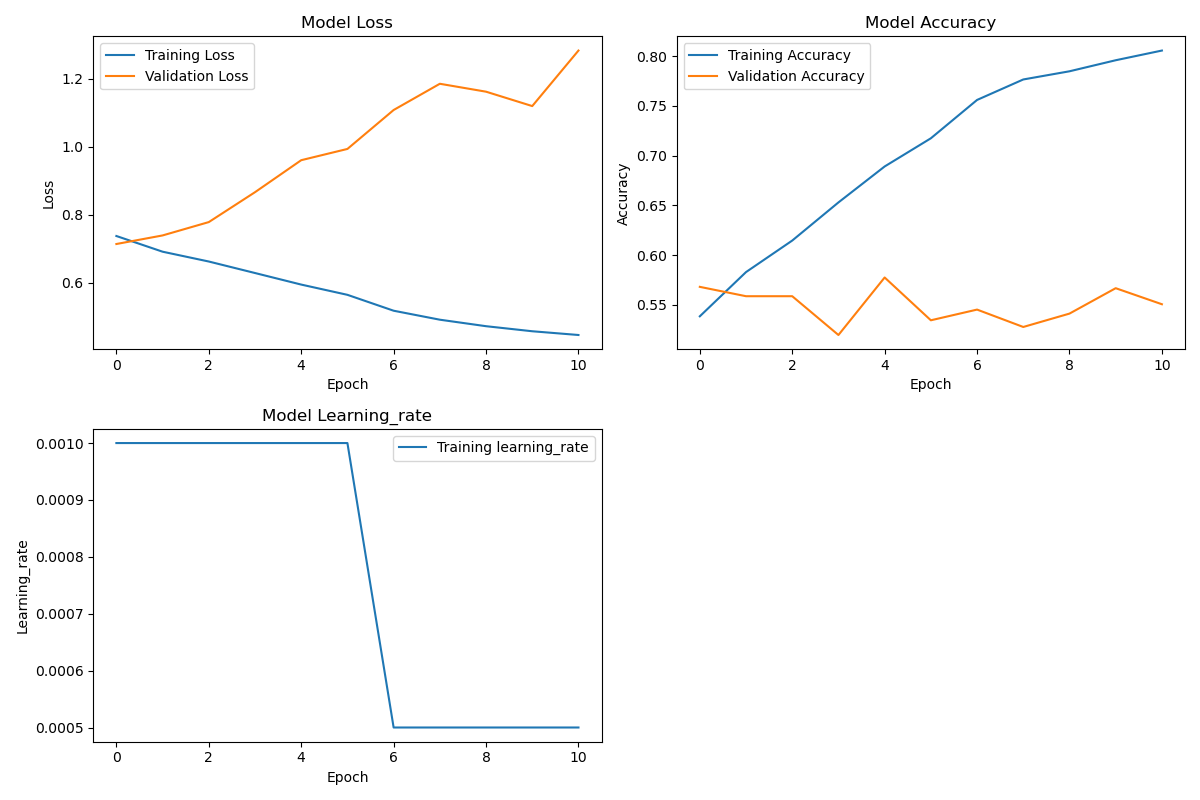 Model Loss
Training Loss
Validation Loss
1.2
1.0
0.8
0.6
Loss
0 2 4 6 8 10
Epoch
Model Accuracy
Training Accuracy
Validation Accuracy
0.80
0.75
0.70
0.65
0.60
0.55
Accuracy
0 2 4 6 8 10
Epoch
Model Learning_rate
Training learning_rate
0.0010
0.0009
0.0008
0.0007
0.0006
0.0005
Learning_rate
0 2 4 6 8 10
Epoch